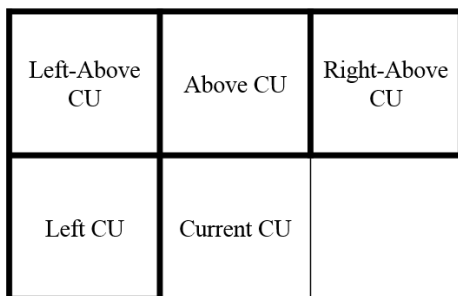 Left-Above
CU
Above CU
Right-Above
CU
Left CU
Current CU